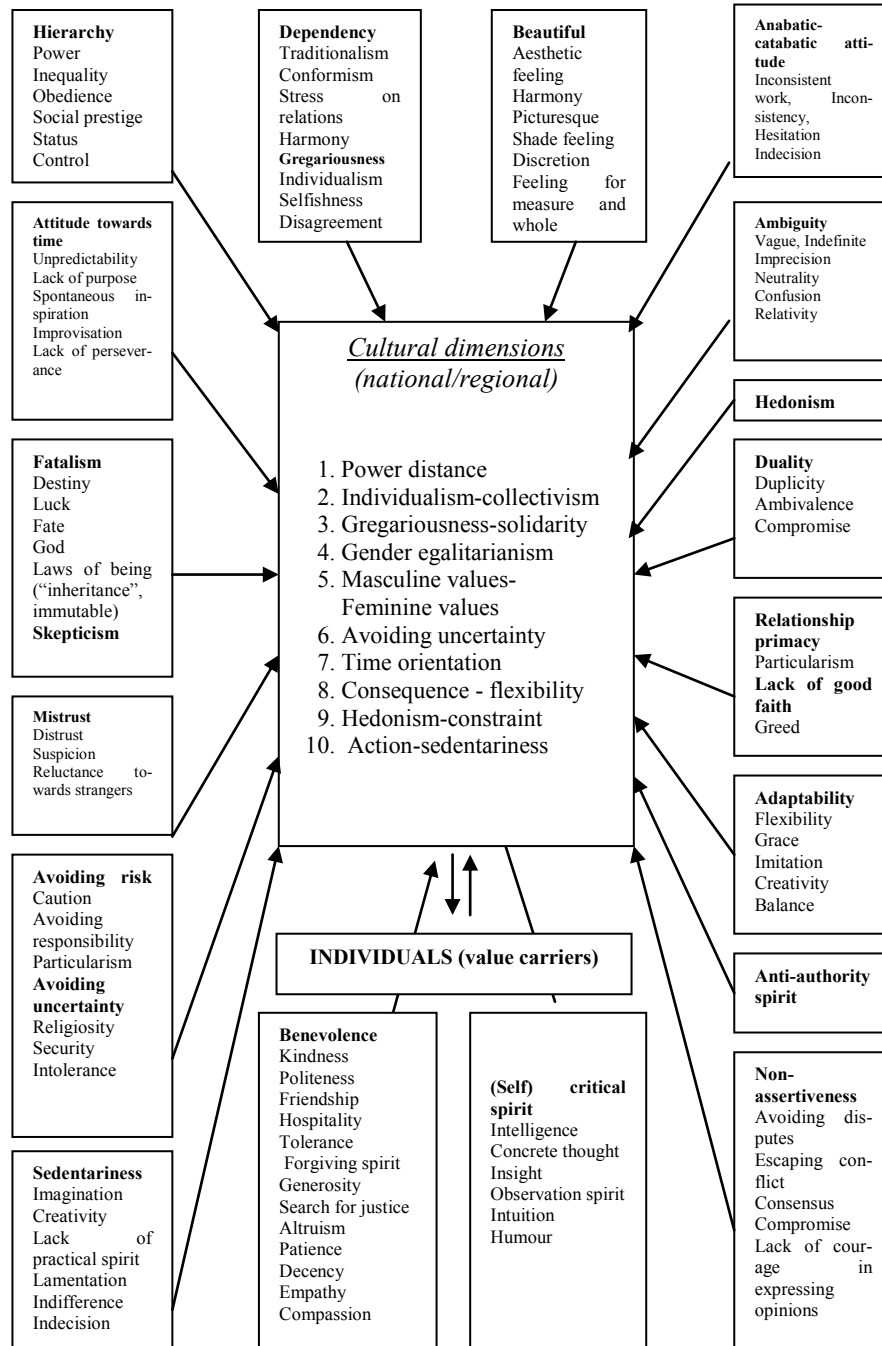 Hierarchy
Power
Inequality
Obedience
Social prestige
Status
Control
Dependency
Traditionalism
Conformism
Stress on
relations
Harmony
Gregariousness
Individualism
Selfishness
Disagreement
Beautiful
Aesthetic
feeling
Harmony
Picturesque
Shade feeling
Discretion
Feeling for
measure and
whole
Anabatic-
catabatic atti-
tude
Inconsistent
work, Incon-
sistency,
Hesitation
Indecision
Attitude towards
time
Unpredictability
Lack of purpose
Spontaneous in-
spiration
Improvisation
Lack of persever-
ance
Ambiguity
Vague, Indefinite
Imprecision
Neutrality
Confusion
Relativity
Cultural dimensions
(national/regional)
1. Power distance
2. Individualism-collectivism
3. Gregariousness-solidarity
4. Gender egalitarianism
5. Masculine values-
Feminine values
6. Avoiding uncertainty
7. Time orientation
8. Consequence - flexibility
9. Hedonism-constraint
10. Action-sedentariness
Hedonism
Fatalism
Destiny
Luck
Fate
God
Laws of being
(“inheritance”,
immutable)
Skepticism
Duality
Duplicity
Ambivalence
Compromise
Relationship
primacy
Particularism
Lack of good
faith
Greed
Mistrust
Distrust
Suspicion
Reluctance to-
wards strangers
Adaptability
Flexibility
Grace
Imitation
Creativity
Balance
Avoiding risk
Caution
Avoiding
responsibility
Particularism
Avoiding
uncertainty
Religiosity
Security
Intolerance
INDIVIDUALS (value carriers)
Anti-authority
spirit
Sedentariness
Imagination
Creativity
Lack of
practical spirit
Lamentation
Indifference
Indecision
Benevolence
Kindness
Politeness
Friendship
Hospitality
Tolerance
Forgiving spirit
Generosity
Search for justice
Altruism
Patience
Decency
Empathy
Compassion
(Self) critical
spirit
Intelligence
Concrete thought
Insight
Observation spirit
Intuition
Humour
Non-
assertiveness
Avoiding dis-
putes
Escaping con-
flict
Consensus
Compromise
Lack of cour-
age in
expressing
opinions